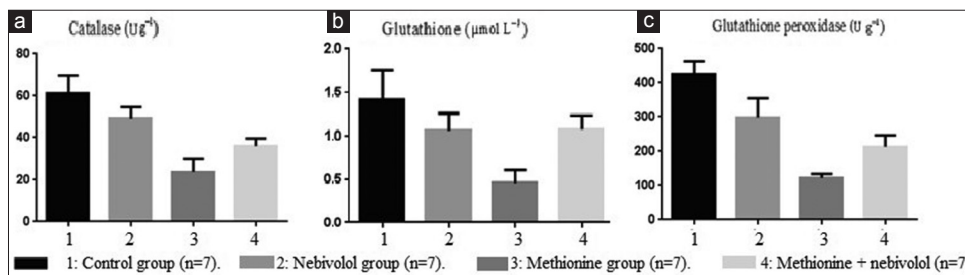 a
Catalase (Ug⁻¹)
80
60
40
20
0
1 2 3 4
b
Glutathione (μmol L⁻¹)
2.0
1.5
1.0
0.5
0.0
1 2 3 4
c
Glutathione peroxidase (U g⁻¹)
500
400
300
200
100
0
1 2 3 4
1: Control group (n=7). 2: Nebivolol group (n=7). 3: Methionine group (n=7). 4: Methionine + nebivolol (n=7